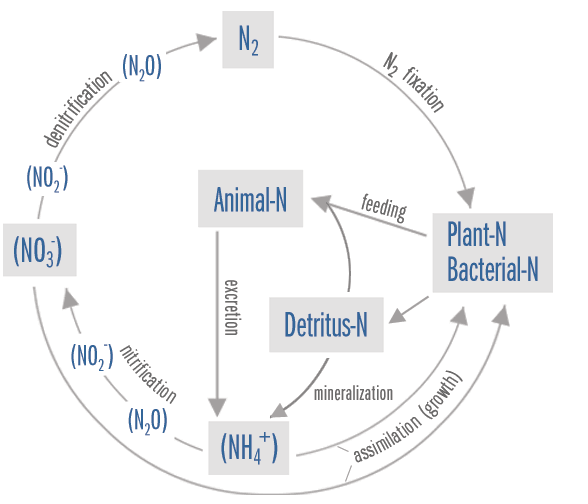 N₂
(N₂O)
N₂ fixation
denitrification
(NO₂⁻)
Animal-N
feeding
Plant-N
Bacterial-N
(NO₃⁻)
excretion
Detritus-N
(NO₂⁻)
nitrification
mineralization
(N₂O)
assimilation (growth)
(NH₄⁺)